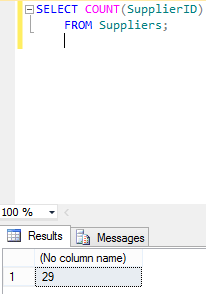 SELECT COUNT(SupplierID)
FROM Suppliers;
100 %
Results Messages
(No column name)
1 29